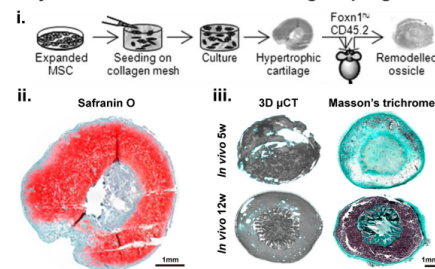 i.
Foxn1
CD45.2
Expanded MSC
Seeding on collagen mesh
Culture
Hypertrophic cartilage
Remodelled ossicle
ii.
Safranin O
1mm
iii.
3D µCT
Masson's trichrome
In vivo 5w
In vivo 12w
1mm